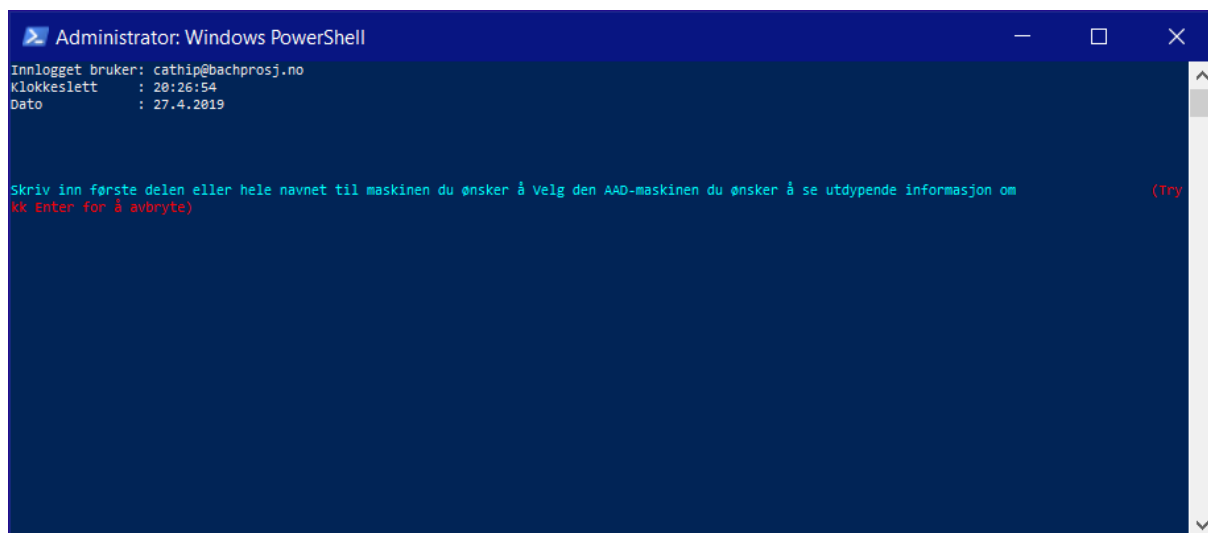 Administrator: Windows PowerShell
Innlogget bruker: cathip@bachprosj.no
Klokkeslett     : 20:26:54
Dato            : 27.4.2019
Skriv inn første delen eller hele navnet til maskinen du ønsker å Velg den AAD-maskinen du ønsker å se utdypende informasjon om (Try
kk Enter for å avbryte)